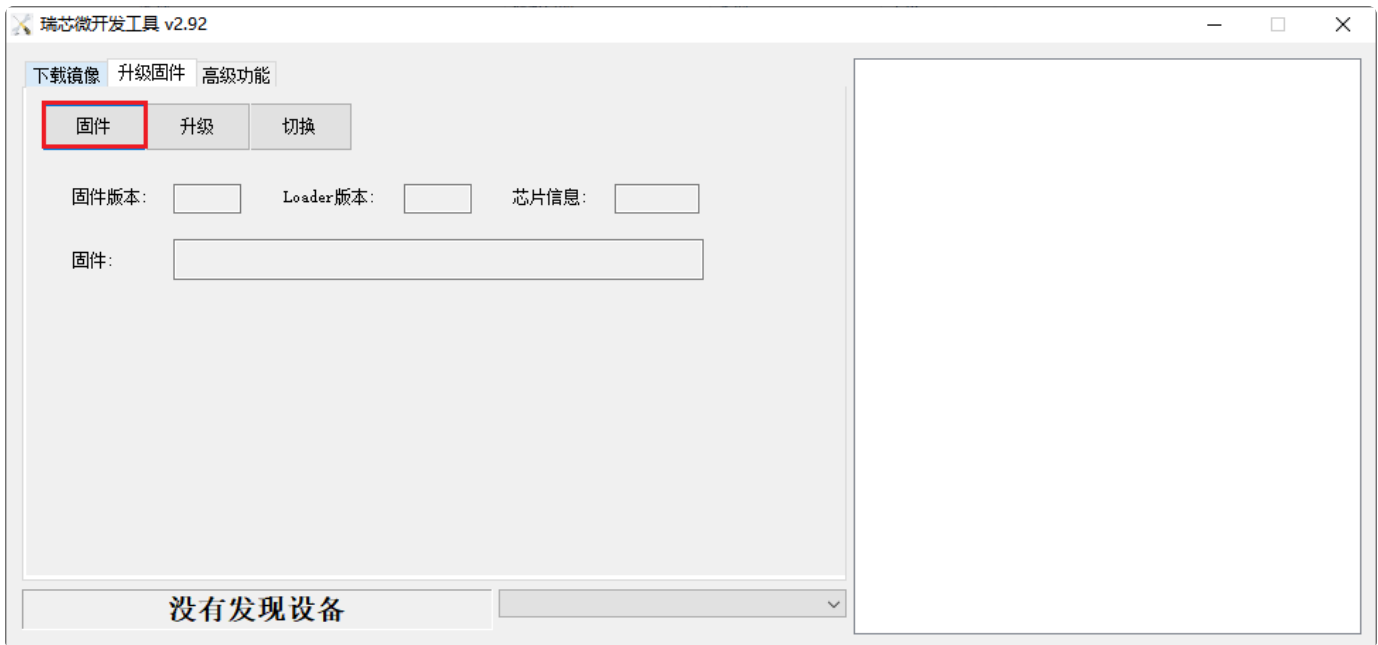 瑞芯微开发工具 v2.92
下载镜像 升级固件 高级功能
固件 升级 切换
固件版本: Loader版本: 芯片信息:
固件:
没有发现设备